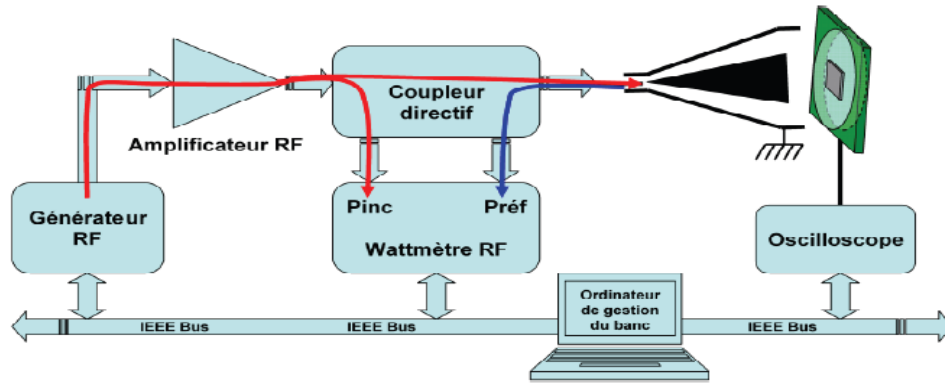 Coupleur
directif
Amplificateur RF
Générateur
RF
Pinc
Préf
Wattmètre RF
Oscilloscope
Ordinateur
de gestion
du banc
IEEE Bus
IEEE Bus
IEEE Bus